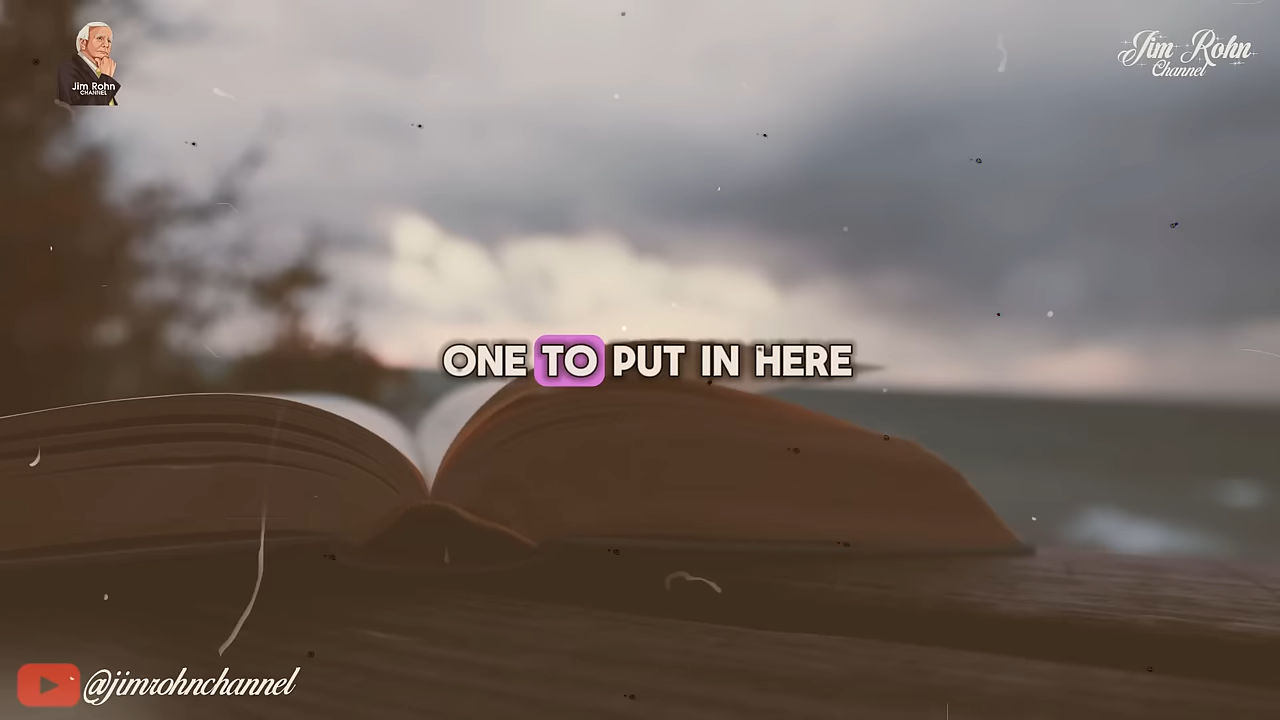 Jim Rohn
CHANNEL
Jim Rohn
Channel
ONE TO PUT IN HERE
@jimrohnchannel